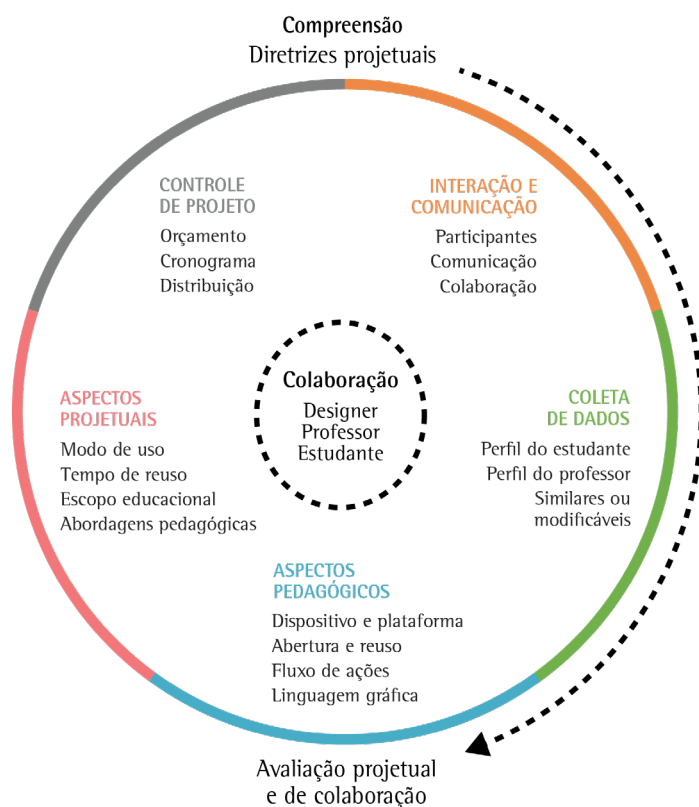 Compreensão
Diretrizes projetuais
CONTROLE
DE PROJETO
Orçamento
Cronograma
Distribuição
INTERAÇÃO E
COMUNICAÇÃO
Participantes
Comunicação
Colaboração
Colaboração
Designer
Professor
Estudante
ASPECTOS
PROJETUAIS
Modo de uso
Tempo de reuso
Escopo educacional
Abordagens pedagógicas
COLETA
DE DADOS
Perfil do estudante
Perfil do professor
Similares ou
modificáveis
ASPECTOS
PEDAGÓGICOS
Dispositivo e plataforma
Abertura e reuso
Fluxo de ações
Linguagem gráfica
Avaliação projetual
e de colaboração